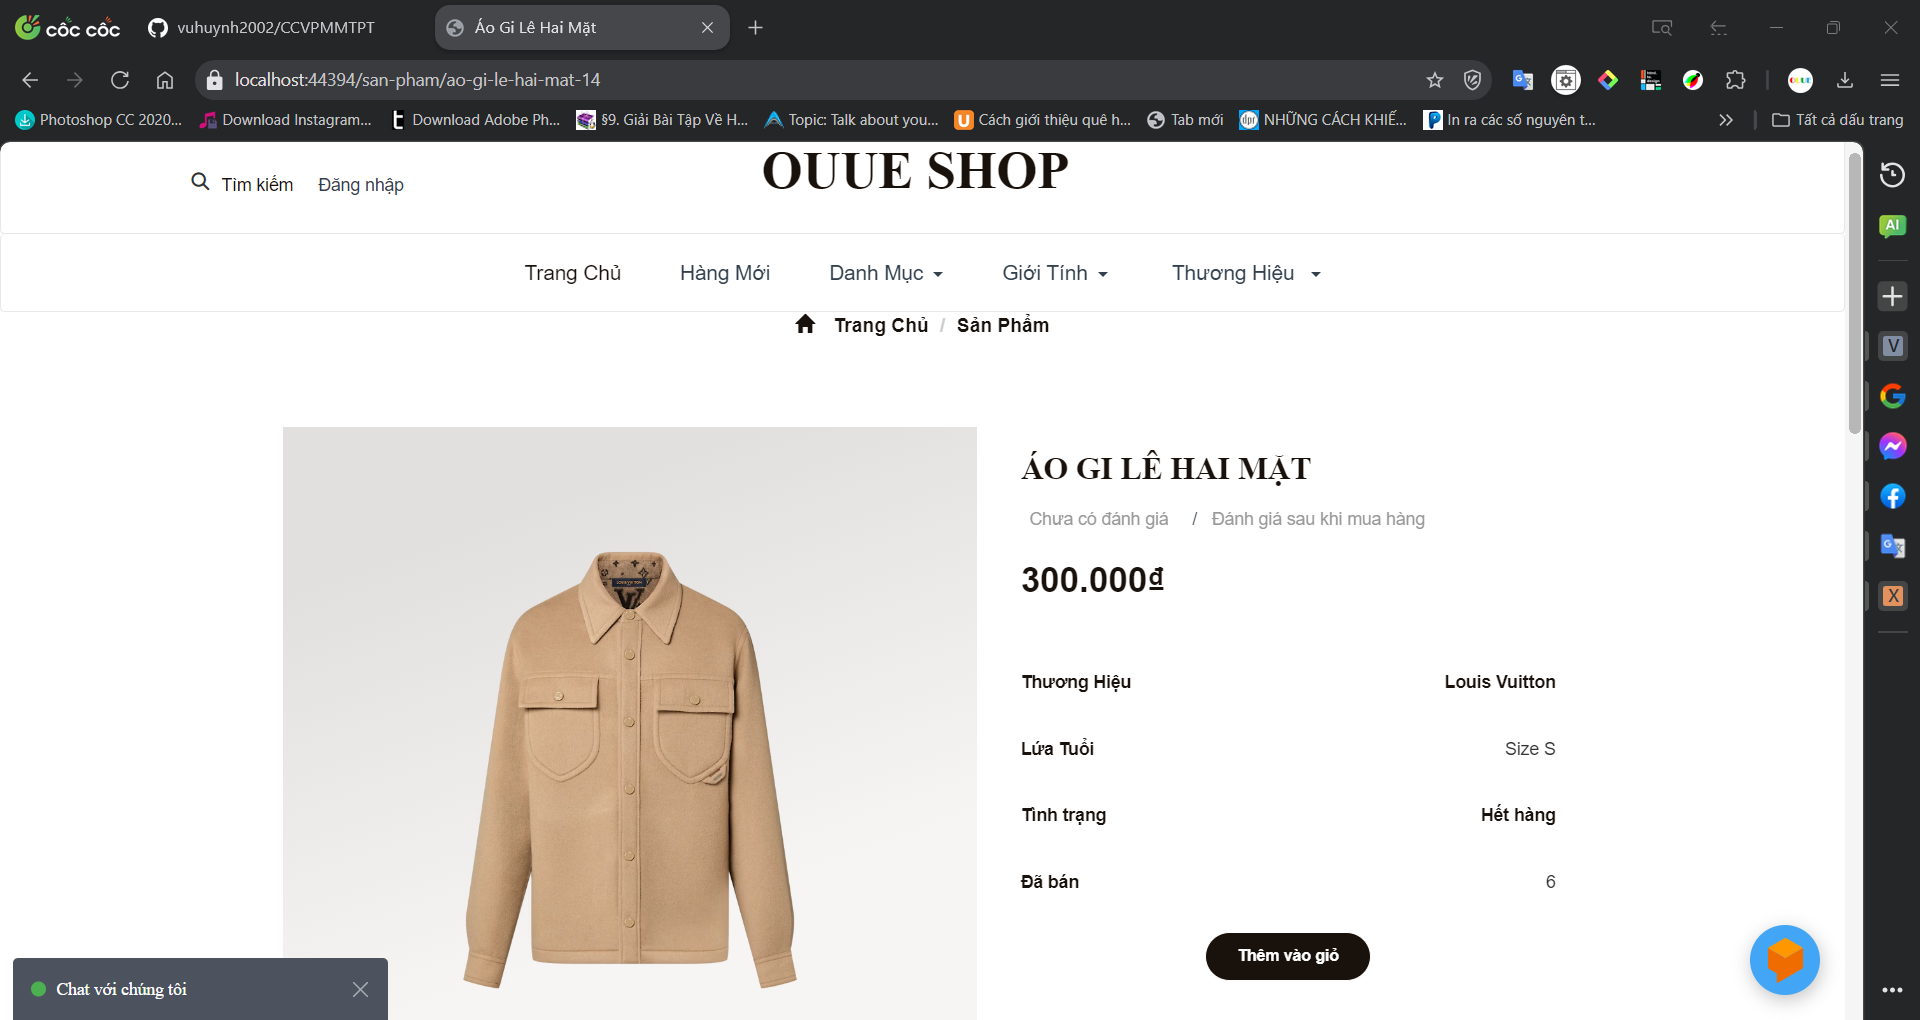 cốc cốc
vuhuynh2002/CCVPMMTPT
Áo Gi Lê Hai Mặt
localhost:44394/san-pham/ao-gi-le-hai-mat-14
Photoshop CC 2020...
Download Instagram...
Download Adobe Ph...
§9. Giải Bài Tập Về H...
Topic: Talk about you...
Cách giới thiệu quê h...
Tab mới
NHỮNG CÁCH KHIẾ...
In ra các số nguyên t...
Tất cả dấu trang
Tìm kiếm
Đăng nhập
OUUE SHOP
Trang Chủ
Hàng Mới
Danh Mục
Giới Tính
Thương Hiệu
Trang Chủ / Sản Phẩm
ÁO GI LÊ HAI MẶT
Chưa có đánh giá / Đánh giá sau khi mua hàng
300.000₫
Thương Hiệu Louis Vuitton
Lứa Tuổi Size S
Tình trạng Hết hàng
Đã bán 6
Thêm vào giỏ
Chat với chúng tôi
AI
V
X